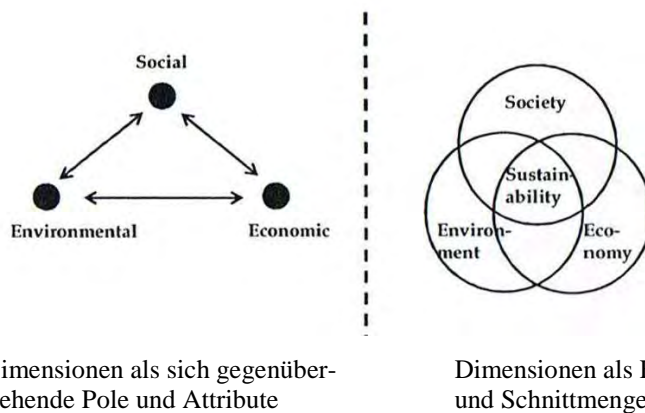 Social
Environmental
Economic
Society
Sustain-
ability
Environ-
ment
Eco-
nomy
imensionen als sich gegenüber-
ehende Pole und Attribute
Dimensionen als
und Schnittmenge